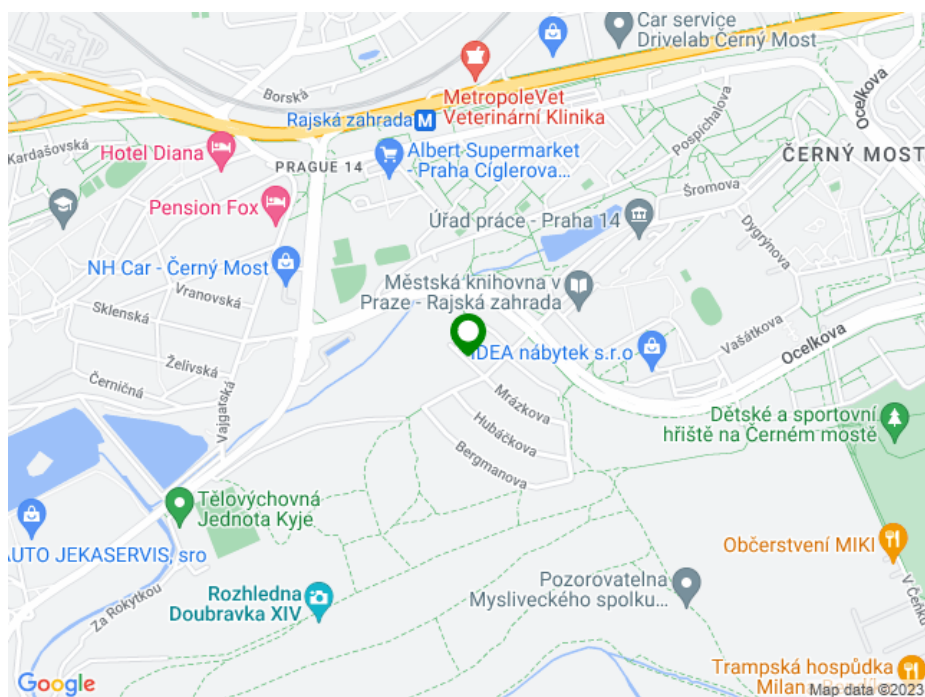 Car service
Drivelab Černý Most
Borská
MetropoleVet
Veterinární Klinika
Rajská zahrada
M
Ocelkova
Pospíchalova
Kardašovská
Hotel Diana
PRAGUE 14
Albert Supermarket
- Praha Cíglerova...
ČERNÝ MOST
Šromova
Pension Fox
Úřad práce - Praha 14
Dygrýnova
NH Car - Černý Most
Vranovská
Městská knihovna v
Praze - Rajská zahrada
Sklenská
Vašátkova
Ocelkova
IDEA nábytek s.r.o
Želivská
Černičná
Vajgarská
Mrázkova
Hubáčkova
Bergmanova
Dětské a sportovní
hřiště na Černém mostě
Tělovýchovná
Jednota Kyje
AUTO JEKASERVIS, sro
Občerstvení MIKI
Za Rokytkou
Rozhledna
Doubravka XIV
Pozorovatelna
Mysliveckého spolku...
V Čeňku
Trampská hospůdka
Milan
Google
Map data ©2023